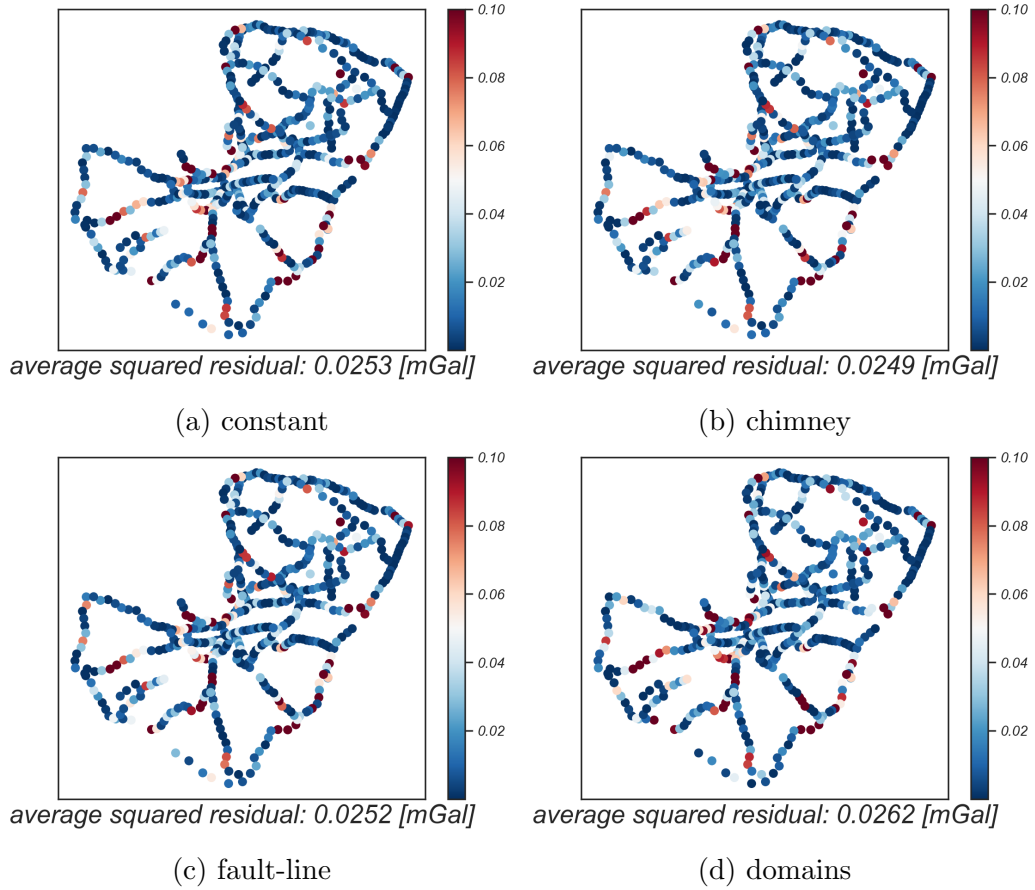 0.10
0.08
0.06
0.04
0.02
average squared residual: 0.0253 [mGal]
(a) constant
0.10
0.08
0.06
0.04
0.02
average squared residual: 0.0249 [mGal]
(b) chimney
0.10
0.08
0.06
0.04
0.02
average squared residual: 0.0252 [mGal]
(c) fault-line
0.10
0.08
0.06
0.04
0.02
average squared residual: 0.0262 [mGal]
(d) domains